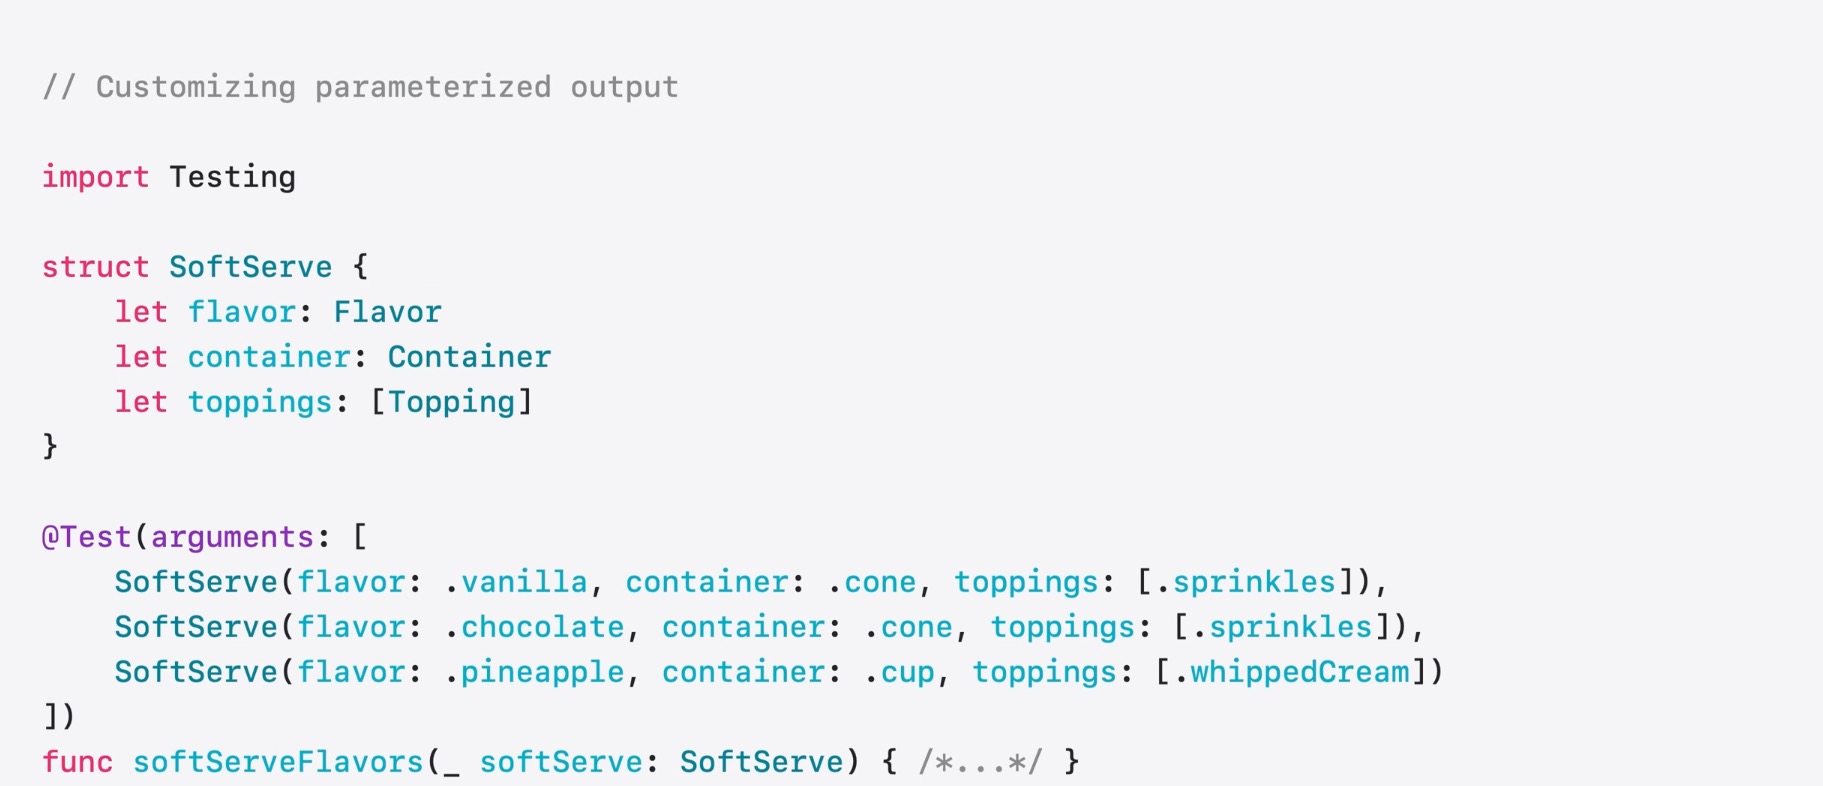 // Customizing parameterized output
import Testing
struct SoftServe {
    let flavor: Flavor
    let container: Container
    let toppings: [Topping]
}
@Test(arguments: [
    SoftServe(flavor: .vanilla, container: .cone, toppings: [.sprinkles]),
    SoftServe(flavor: .chocolate, container: .cone, toppings: [.sprinkles]),
    SoftServe(flavor: .pineapple, container: .cup, toppings: [.whippedCream])
])
func softServeFlavors(_ softServe: SoftServe) { /*...*/ }